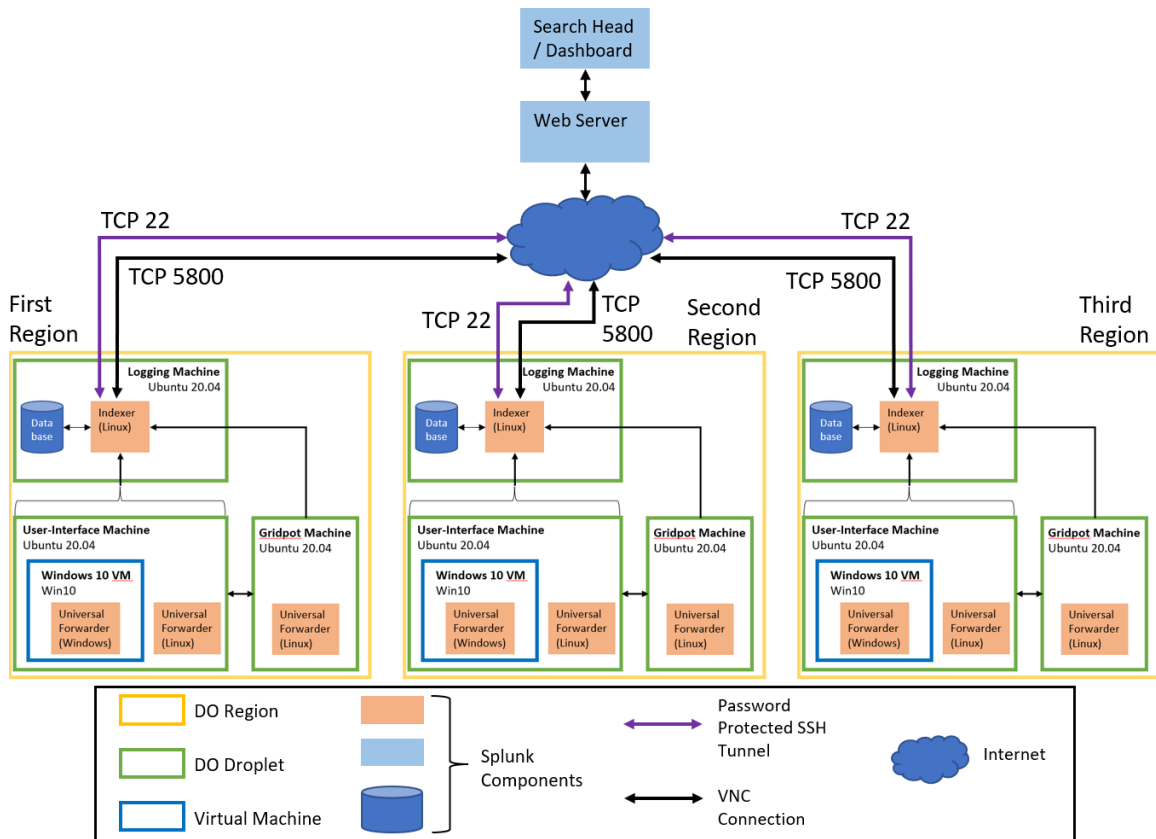 Search Head
/ Dashboard
Web Server
TCP 22
TCP 5800
TCP 22
TCP
5800
TCP 22
TCP 5800
First
Region
Second
Region
Third
Region
Logging Machine
Ubuntu 20.04
Indexer
(Linux)
Data
base
User-Interface Machine
Ubuntu 20.04
Windows 10 VM
Win10
Universal
Forwarder
(Windows)
Universal
Forwarder
(Linux)
Gridpot Machine
Ubuntu 20.04
Universal
Forwarder
(Linux)
Logging Machine
Ubuntu 20.04
Indexer
(Linux)
Data
base
User-Interface Machine
Ubuntu 20.04
Windows 10 VM
Win10
Universal
Forwarder
(Windows)
Universal
Forwarder
(Linux)
Gridpot Machine
Ubuntu 20.04
Universal
Forwarder
(Linux)
Logging Machine
Ubuntu 20.04
Indexer
(Linux)
Data
base
User-Interface Machine
Ubuntu 20.04
Windows 10 VM
Win10
Universal
Forwarder
(Windows)
Universal
Forwarder
(Linux)
Gridpot Machine
Ubuntu 20.04
Universal
Forwarder
(Linux)
DO Region
DO Droplet
Virtual Machine
Splunk
Components
Password
Protected SSH
Tunnel
VNC
Connection
Internet